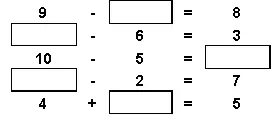 9 - = 8
- 6 = 3
10 - 5 =
- 2 = 7
4 + = 5